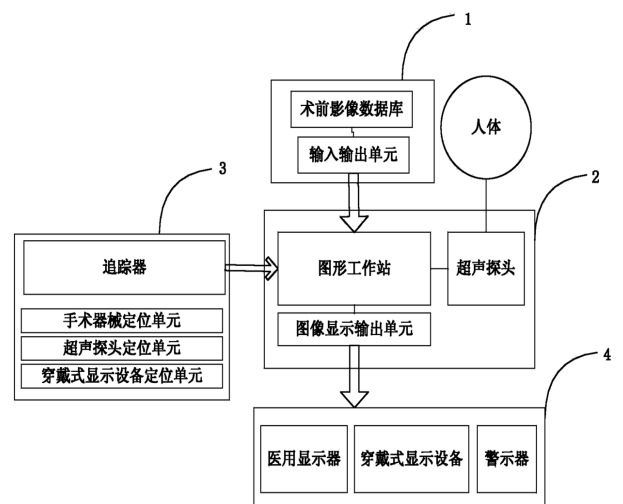 1
术前影像数据库
人体
输入输出单元
3
2
追踪器
图形工作站
超声探头
手术器械定位单元
图像显示输出单元
超声探头定位单元
穿戴式显示设备定位单元
4
医用显示器
穿戴式显示设备
警示器